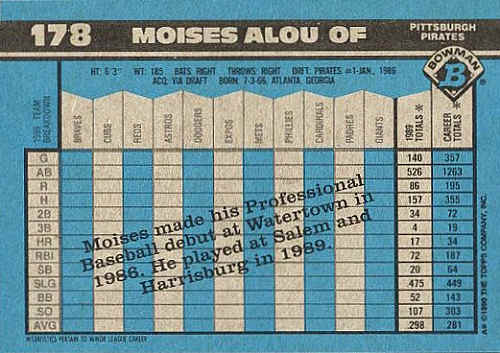 178 MOISES ALOU OF PITTSBURGH PIRATES
BOWMAN
B
HT: 6'3" WT: 185 BATS: RIGHT THROWS: RIGHT DRFT: PIRATES #1-JAN., 1986
ACQ: VIA DRAFT BORN: 7-3-66, ATLANTA, GEORGIA
1989 TEAM BREAKDOWN BRAVES CUBS REDS ASTROS DODGERS EXPOS METS PHILLIES CARDINALS PADRES GIANTS 1989 TOTALS * CAREER TOTALS *
G 140 357
AB 526 1263
R 86 195
H 157 355
2B 34 72
3B 4 19
HR 17 34
RBI 72 187
SB 20 64
SLG 475 449
BB 52 143
SO 107 303
AVG .298 .281
Moises made his Professional
Baseball debut at Watertown in
1986. He played at Salem and
Harrisburg in 1989.
*STATISTICS PERTAIN TO MINOR LEAGUE CAREER
A* © 1990 THE TOPPS COMPANY, INC.